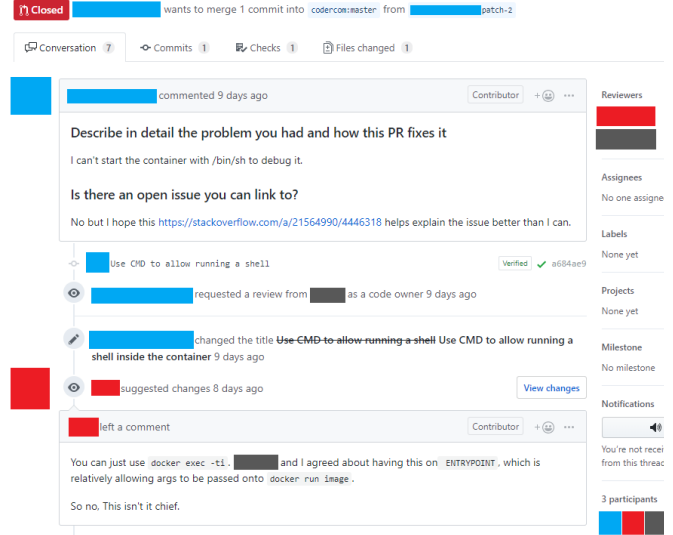 Closed wants to merge 1 commit into codercom:master from patch-2
Conversation 7 Commits 1 Checks 1 Files changed 1
commented 9 days ago Contributor
Describe in detail the problem you had and how this PR fixes it
I can't start the container with /bin/sh to debug it.
Is there an open issue you can link to?
No but I hope this https://stackoverflow.com/a/21564990/4446318 helps explain the issue better than I can.
Use CMD to allow running a shell Verified a684ae9
requested a review from as a code owner 9 days ago
changed the title Use CMD to allow running a shell Use CMD to allow running a
shell inside the container 9 days ago
suggested changes 8 days ago View changes
left a comment Contributor
You can just use docker exec -ti. and I agreed about having this on ENTRYPOINT, which is
relatively allowing args to be passed onto docker run image.
So no, This isn't it chief.
Reviewers
Assignees
No one assigne
Labels
None yet
Projects
None yet
Milestone
No milestone
Notifications
You're not recei
from this threac
3 participants